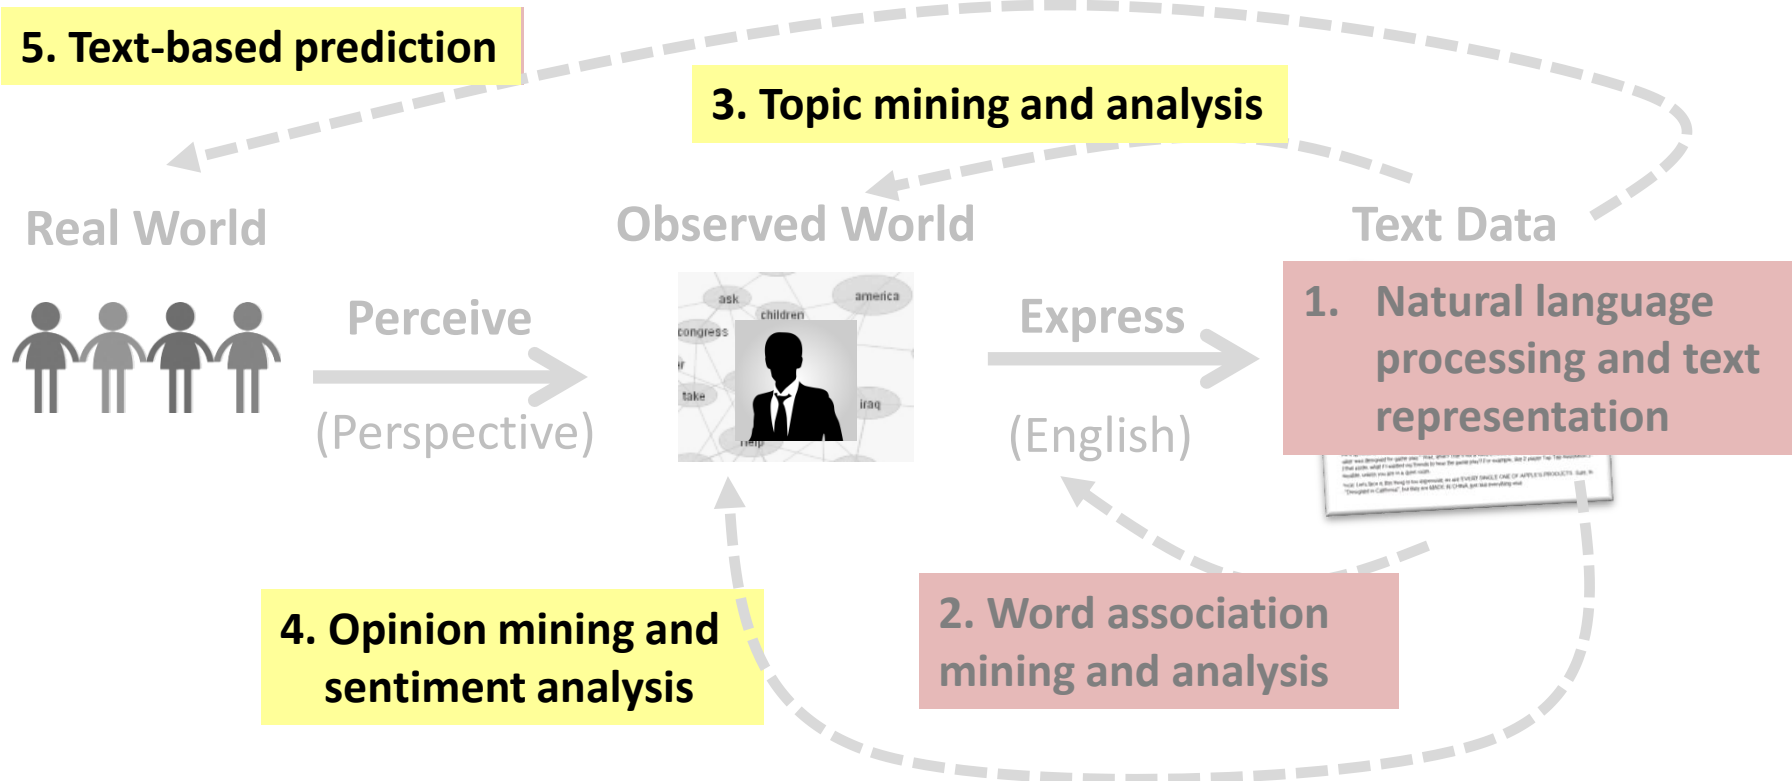 5. Text-based prediction
3. Topic mining and analysis
Real World
Observed World
Text Data
Perceive
(Perspective)
ask
america
children
congress
take
iraq
Express
(English)
1. Natural language
processing and text
representation
4. Opinion mining and
sentiment analysis
2. Word association
mining and analysis